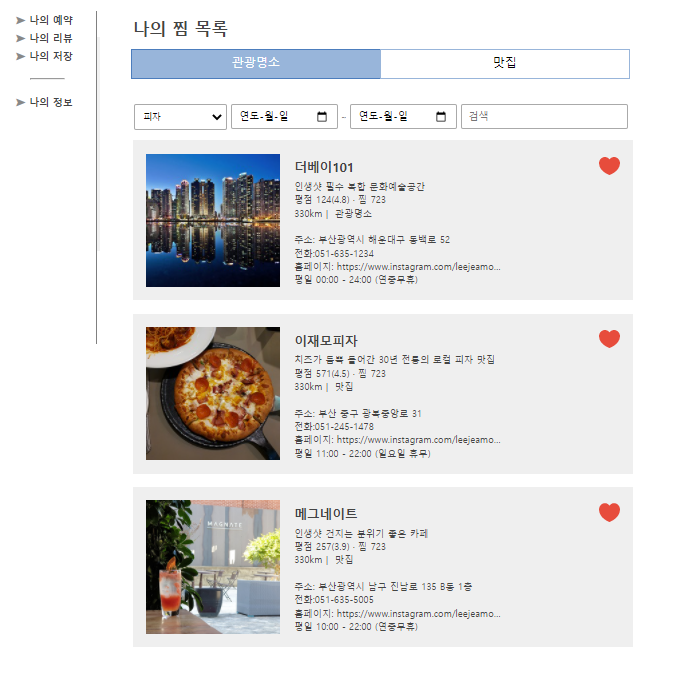 ➤ 나의 예약
➤ 나의 리뷰
➤ 나의 저장
➤ 나의 정보
나의 찜 목록
관광명소
맛집
피자
연도-월-일
~
연도-월-일
검색
더베이101
인생샷 필수 복합 문화예술공간
평점 124(4.8) · 찜 723
330km | 관광명소
주소: 부산광역시 해운대구 동백로 52
전화:051-635-1234
홈페이지: https://www.instagram.com/leejeamo...
평일 00:00 - 24:00 (연중무휴)
이재모피자
치즈가 듬뿍 들어간 30년 전통의 로컬 피자 맛집
평점 571(4.5) · 찜 723
330km | 맛집
주소: 부산 중구 광복중앙로 31
전화:051-245-1478
홈페이지: https://www.instagram.com/leejeamo...
평일 11:00 - 22:00 (일요일 휴무)
MAGNATE
메그네이트
인생샷 건지는 분위기 좋은 카페
평점 257(3.9) · 찜 723
330km | 맛집
주소: 부산광역시 남구 진남로 135 B동 1층
전화:051-635-5005
홈페이지: https://www.instagram.com/leejeamo...
평일 10:00 - 22:00 (연중무휴)